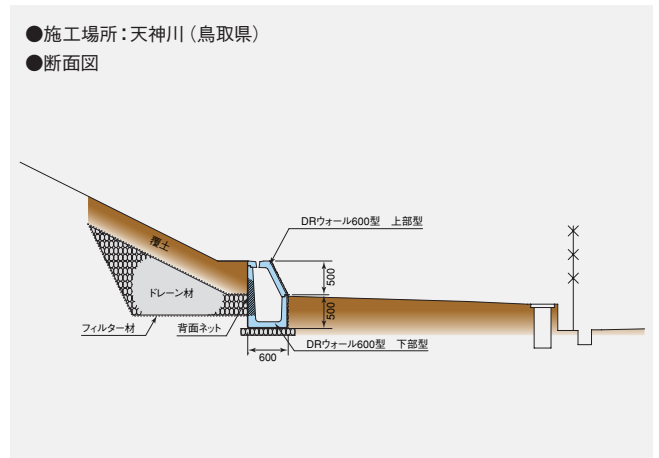 ●施工場所：天神川（鳥取県）
●断面図
DRウォール600型　上部型
覆土
500
ドレーン材
500
フィルター材
背面ネット
DRウォール600型　下部型
600